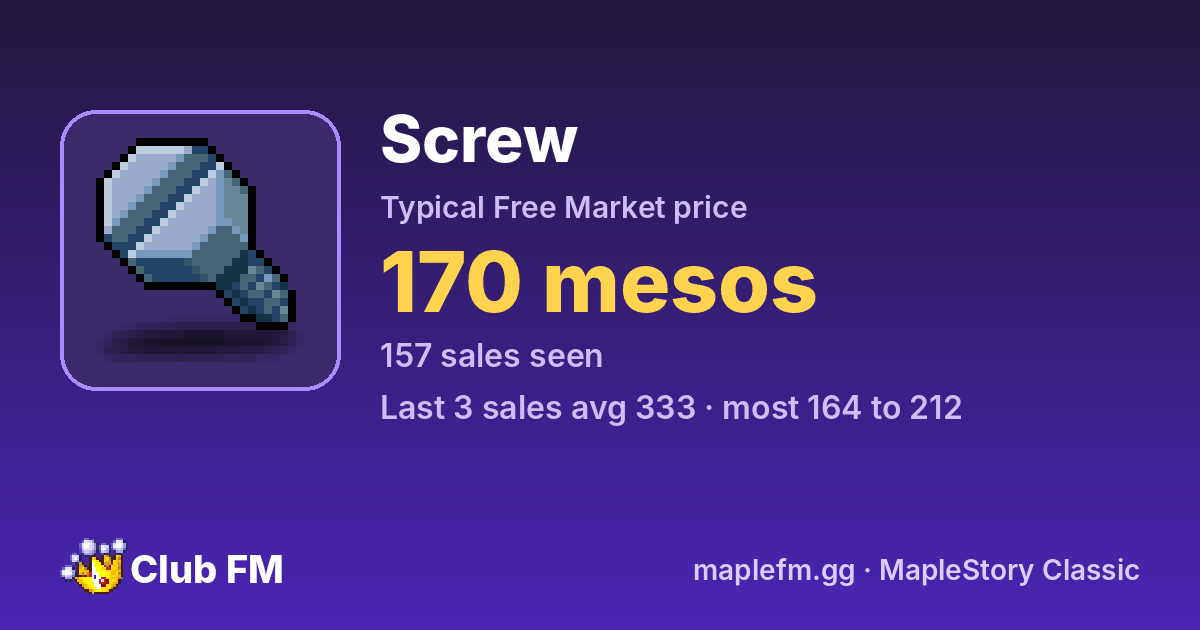 Screw
Typical Free Market price
170 mesos
157 sales seen
Last 3 sales avg 333 · most 164 to 212
Club FM
maplefm.gg · MapleStory Classic